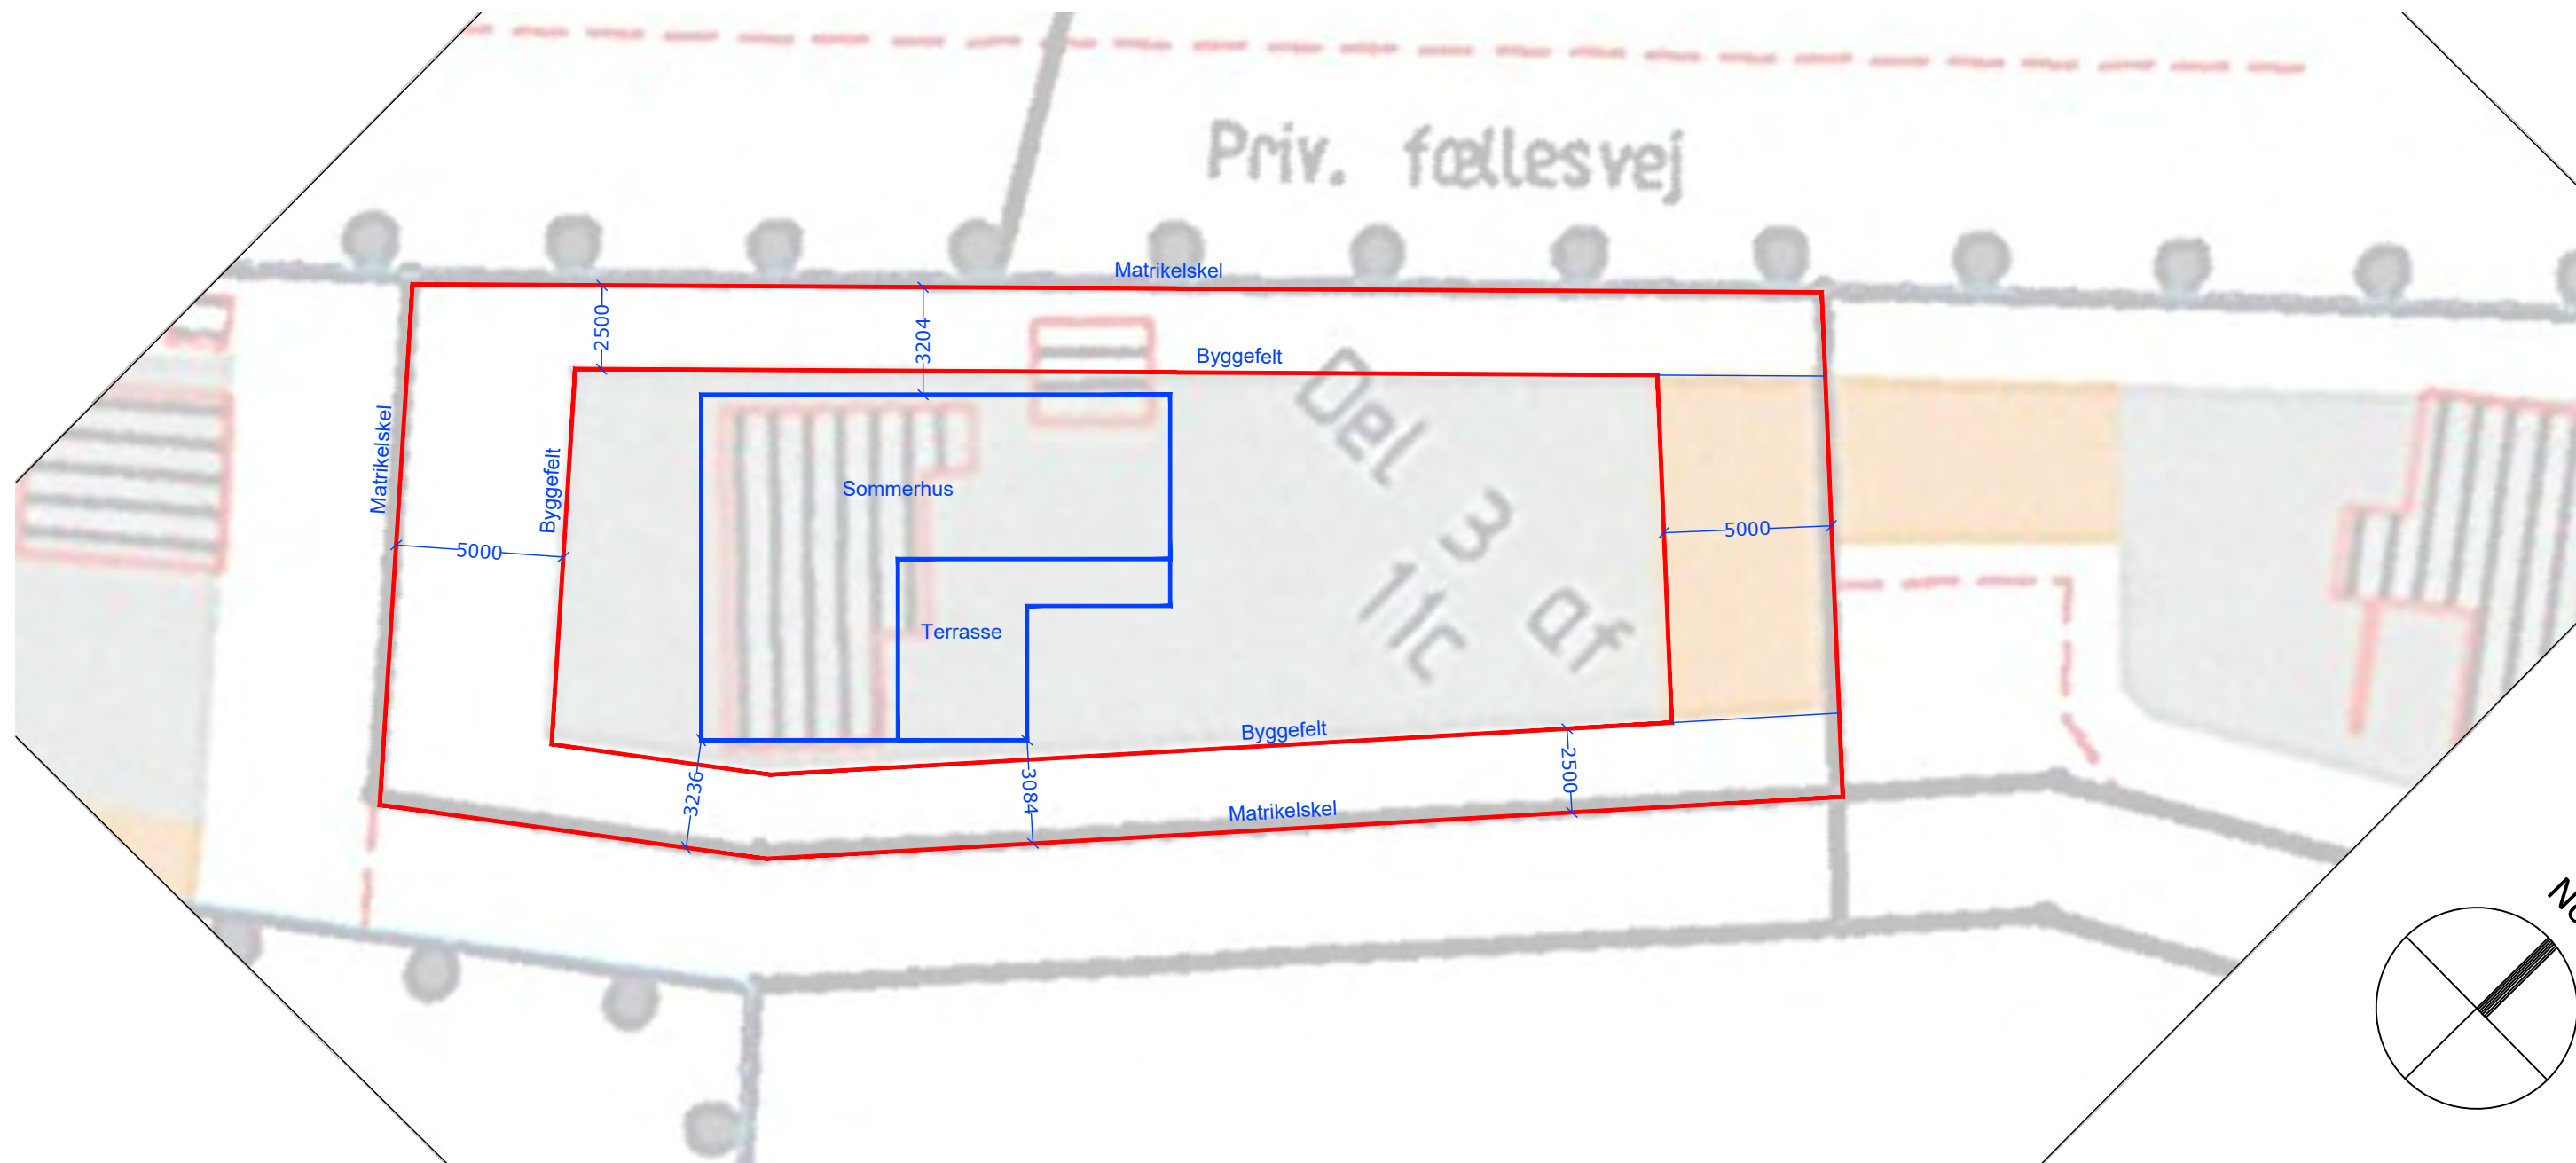 Priv. fællesvej
Matrikelskel
2500
3204
Byggefelt
Del 3 af
11c
Matrikelskel
Byggefelt
Sommerhus
5000
5000
Terrasse
Byggefelt
3236
3084
2500
Matrikelskel